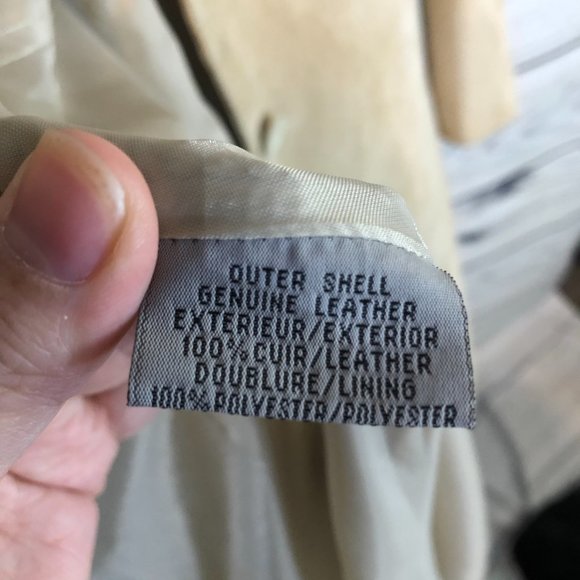 OUTER SHELL
GENUINE LEATHER
EXTERIEUR/EXTERIOR
100% CUIR/LEATHER
DOUBLURE/LINING
100% POLYESTER/POLYESTER